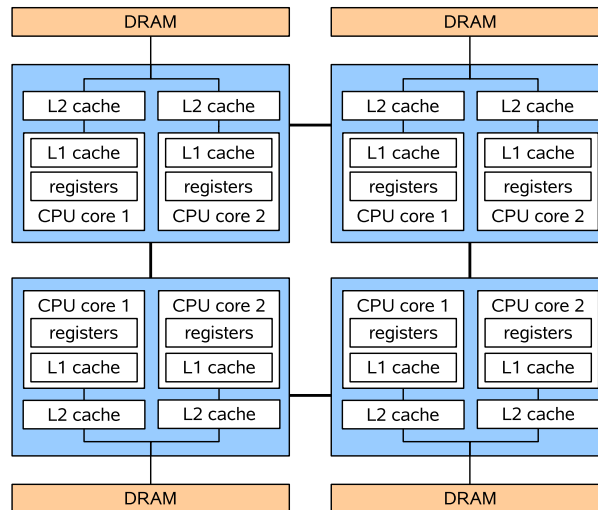 DRAM DRAM
L2 cache L2 cache L2 cache L2 cache
L1 cache L1 cache L1 cache L1 cache
registers registers registers registers
CPU core 1 CPU core 2 CPU core 1 CPU core 2
CPU core 1 CPU core 2 CPU core 1 CPU core 2
registers registers registers registers
L1 cache L1 cache L1 cache L1 cache
L2 cache L2 cache L2 cache L2 cache
DRAM DRAM